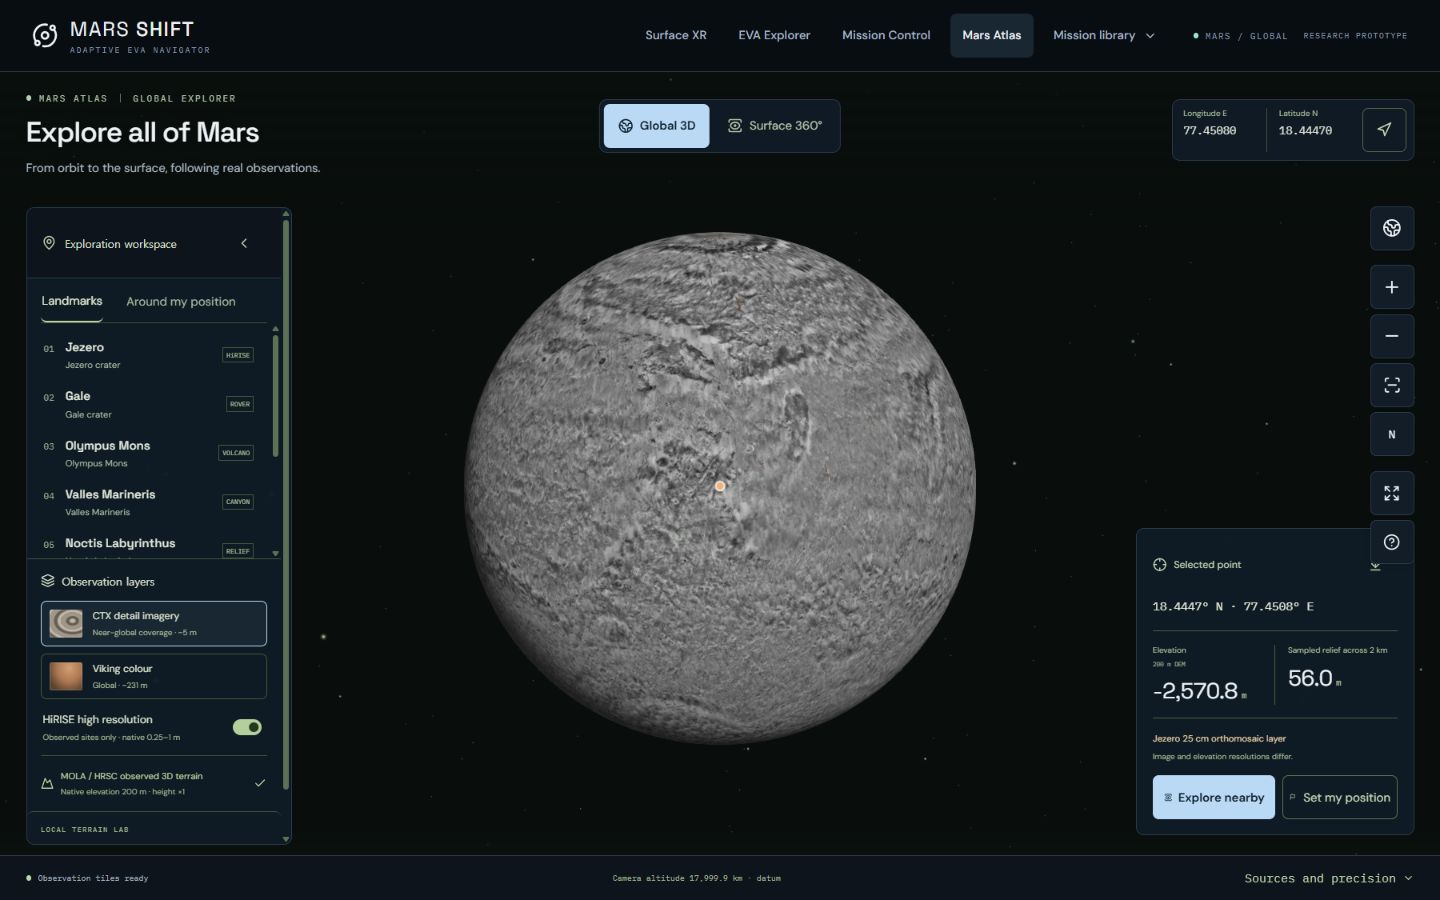 MARS SHIFT
ADAPTIVE EVA NAVIGATOR
Surface XR
EVA Explorer
Mission Control
Mars Atlas
Mission library
MARS / GLOBAL
RESEARCH PROTOTYPE
MARS ATLAS | GLOBAL EXPLORER
Explore all of Mars
From orbit to the surface, following real observations.
Global 3D
Surface 360°
Longitude E
77.45080
Latitude N
18.44470
Exploration workspace
Landmarks
Around my position
01 Jezero
Jezero crater
HiRISE
02 Gale
Gale crater
ROVER
03 Olympus Mons
Olympus Mons
VOLCANO
04 Valles Marineris
Valles Marineris
CANYON
05 Noctis Labyrinthus
RELIEF
Observation layers
CTX detail imagery
Near-global coverage · ~5 m
Viking colour
Global · ~231 m
HiRISE high resolution
Observed sites only · native 0.25–1 m
MOLA / HRSC observed 3D terrain
Native elevation 200 m · height ×1
LOCAL TERRAIN LAB
N
Selected point
18.4447° N · 77.4508° E
Elevation
200 m DEM
-2,570.8 m
Sampled relief across 2 km
56.0 m
Jezero 25 cm orthomosaic layer
Image and elevation resolutions differ.
Explore nearby
Set my position
Observation tiles ready
Camera altitude 17,999.9 km · datum
Sources and precision